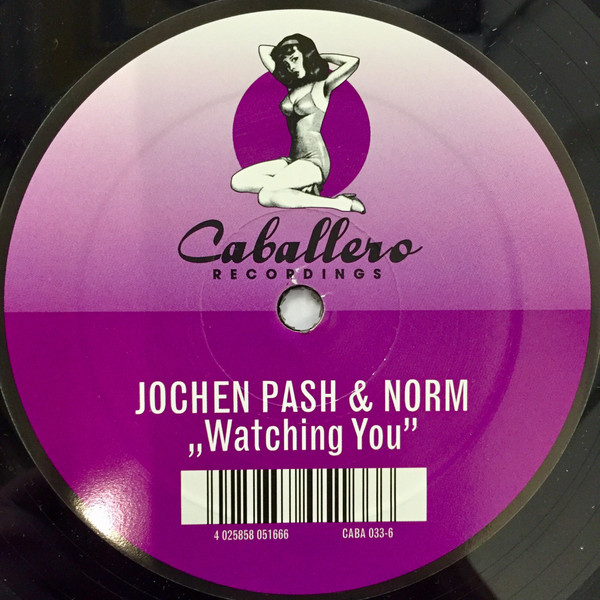 Caballero
RECORDINGS
JOCHEN PASH & NORM
„Watching You”
4 025858 051666 CABA 033-6